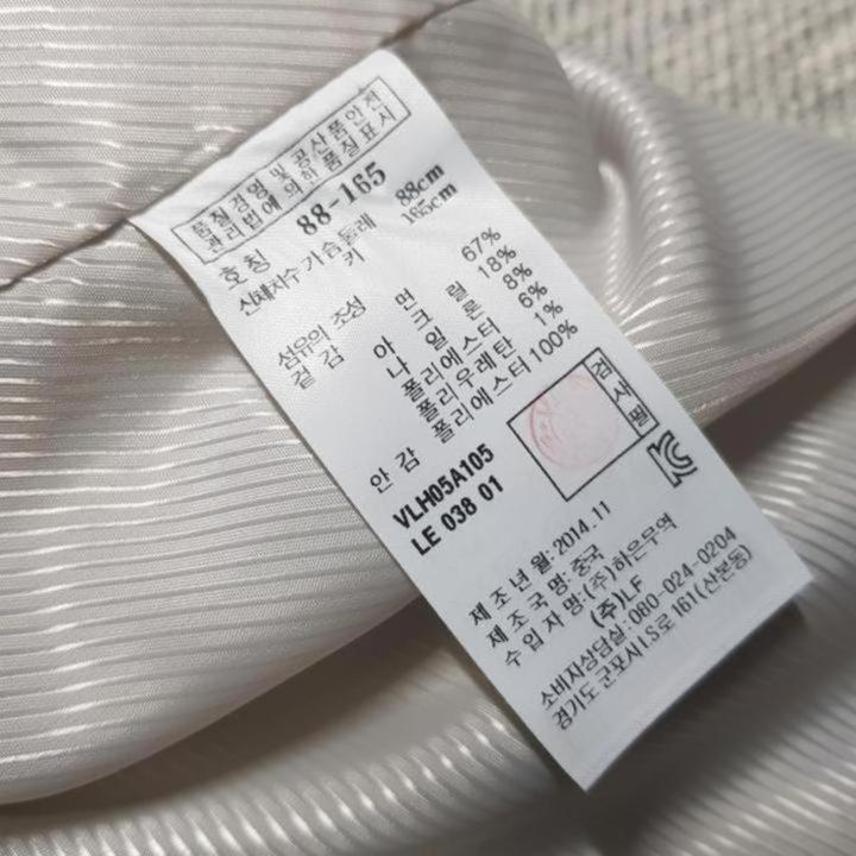 품질경영 및 공산품안전
관리법에 의한 품질표시
호칭 88-165
신체치수 가슴둘레 88cm
키 165cm
섬유의 조성
겉감 면 67%
아크릴 18%
나일론 8%
폴리에스터 6%
폴리우레탄 1%
안감 폴리에스터 100%
검사필
VLH05A105
LE 038 01
제조년월: 2014.11
제조국명: 중국
수입자명: (주)하은무역
(주)LF
소비자상담실: 080-024-0204
경기도 군포시 LS로 161(산본동)